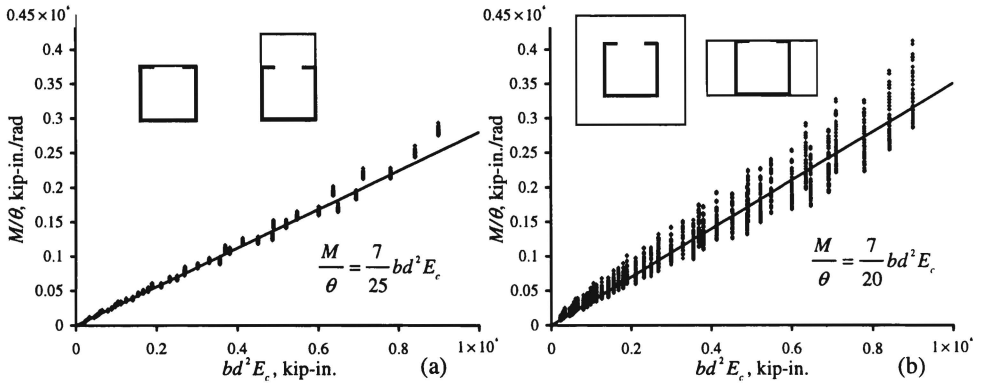 0.45×10⁶
0.4
0.35
0.3
0.25
0.2
0.15
0.1
0.05
0
M/θ, kip-in./rad
M/θ = 7/25 bd²E_c
0 0.2 0.4 0.6 0.8 1×10⁶
bd²E_c, kip-in.
(a)
0.45×10⁶
0.4
0.35
0.3
0.25
0.2
0.15
0.1
0.05
0
M/θ, kip-in./rad
M/θ = 7/20 bd²E_c
0 0.2 0.4 0.6 0.8 1×10⁶
bd²E_c, kip-in.
(b)